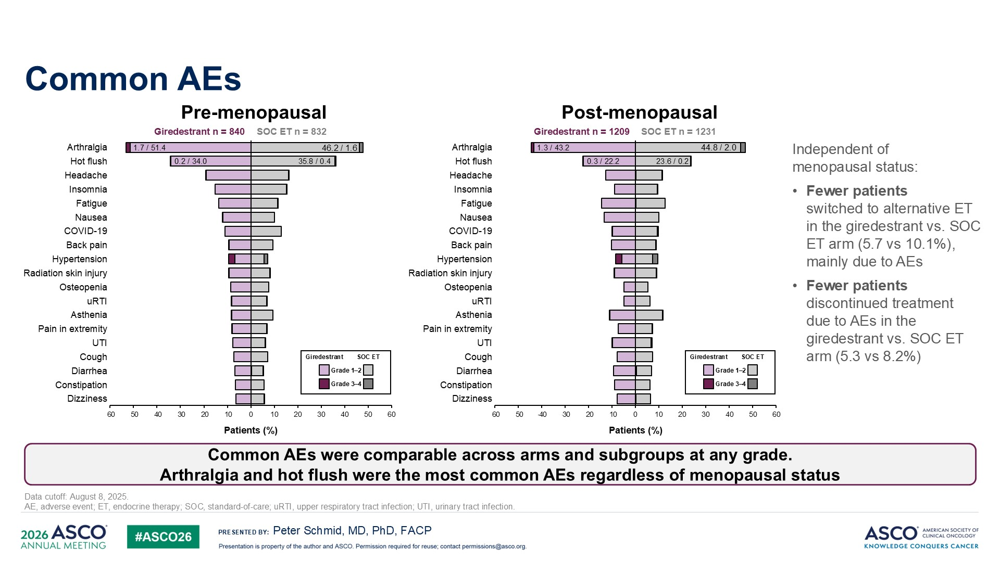 Common AEs
Pre-menopausal
Giredestrant n = 840 SOC ET n = 832
Arthralgia 1.7 / 51.4 46.2 / 1.6
Hot flush 0.2 / 34.0 35.8 / 0.4
Headache
Insomnia
Fatigue
Nausea
COVID-19
Back pain
Hypertension
Radiation skin injury
Osteopenia
uRTI
Asthenia
Pain in extremity
UTI
Cough
Diarrhea
Constipation
Dizziness
Giredestrant SOC ET
Grade 1–2
Grade 3–4
60 50 40 30 20 10 0 10 20 30 40 50 60
Patients (%)
Post-menopausal
Giredestrant n = 1209 SOC ET n = 1231
Arthralgia 1.3 / 43.2 44.8 / 2.0
Hot flush 0.3 / 22.2 23.6 / 0.2
Headache
Insomnia
Fatigue
Nausea
COVID-19
Back pain
Hypertension
Radiation skin injury
Osteopenia
uRTI
Asthenia
Pain in extremity
UTI
Cough
Diarrhea
Constipation
Dizziness
Giredestrant SOC ET
Grade 1–2
Grade 3–4
60 50 -40 -30 20 10 0 10 20 30 40 50 60
Patients (%)
Independent of
menopausal status:
• Fewer patients
switched to alternative ET
in the giredestrant vs. SOC
ET arm (5.7 vs 10.1%),
mainly due to AEs
• Fewer patients
discontinued treatment
due to AEs in the
giredestrant vs. SOC ET
arm (5.3 vs 8.2%)
Common AEs were comparable across arms and subgroups at any grade.
Arthralgia and hot flush were the most common AEs regardless of menopausal status
Data cutoff: August 8, 2025.
AE, adverse event; ET, endocrine therapy; SOC, standard-of-care; uRTI, upper respiratory tract infection; UTI, urinary tract infection.
2026 ASCO
ANNUAL MEETING
#ASCO26
PRESENTED BY: Peter Schmid, MD, PhD, FACP
Presentation is property of the author and ASCO. Permission required for reuse; contact permissions@asco.org.
ASCO AMERICAN SOCIETY OF
CLINICAL ONCOLOGY
KNOWLEDGE CONQUERS CANCER